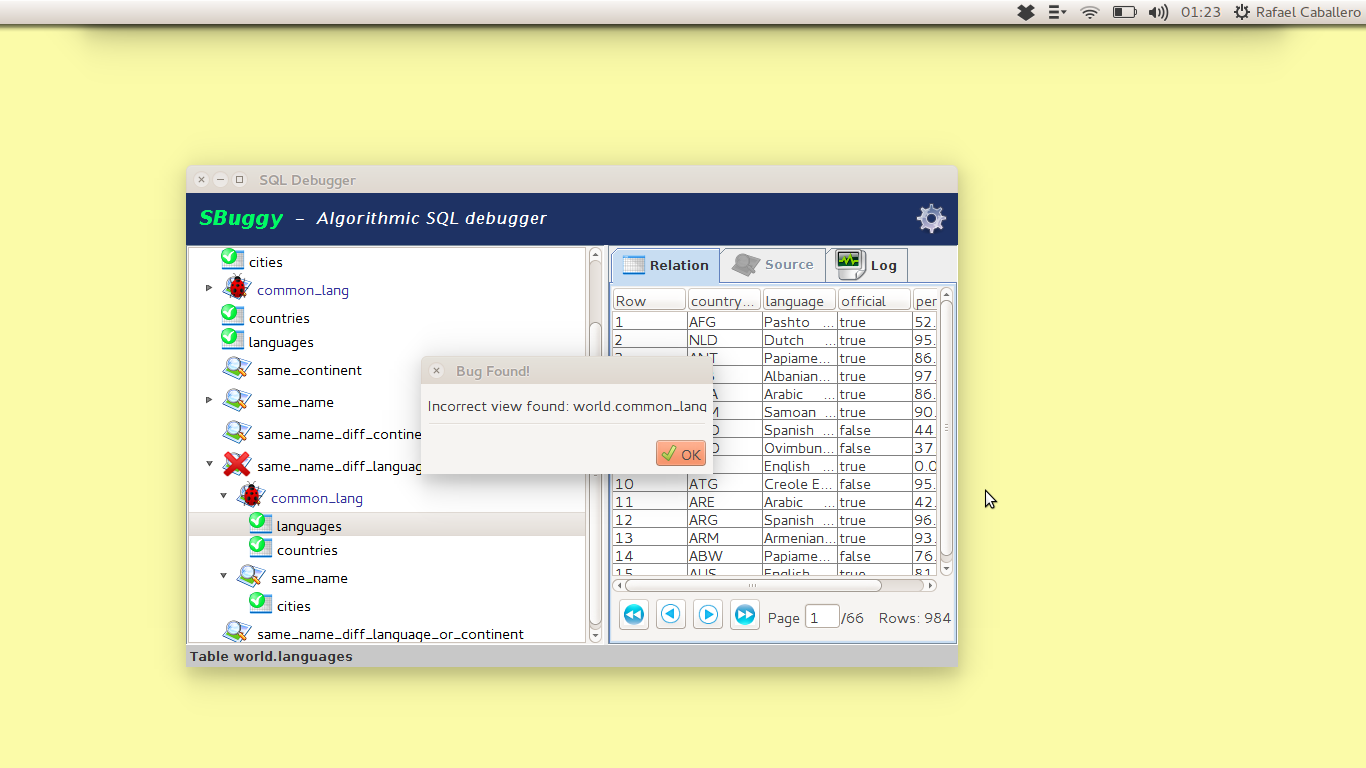 01:23 Rafael Caballero
SQL Debugger
SBuggy – Algorithmic SQL debugger
cities
common_lang
countries
languages
same_continent
same_name
same_name_diff_contine
same_name_diff_languag
common_lang
languages
countries
same_name
cities
same_name_diff_language_or_continent
Relation Source Log
Row country... language official per
1 AFG Pashto ... true 52.
2 NLD Dutch ... true 95.
Papiame... true 86.
Albanian... true 97.
Arabic ... true 86.
Samoan ... true 90.
Spanish ... false 44
Ovimbun... false 37
English ... true 0.0
10 ATG Creole E... false 95.
11 ARE Arabic ... true 42.
12 ARG Spanish ... true 96.
13 ARM Armenian... true 93.
14 ABW Papiame... false 76.
15 AUS English ... true 81
Page 1 /66 Rows: 984
Bug Found!
Incorrect view found: world.common_lang
OK
Table world.languages